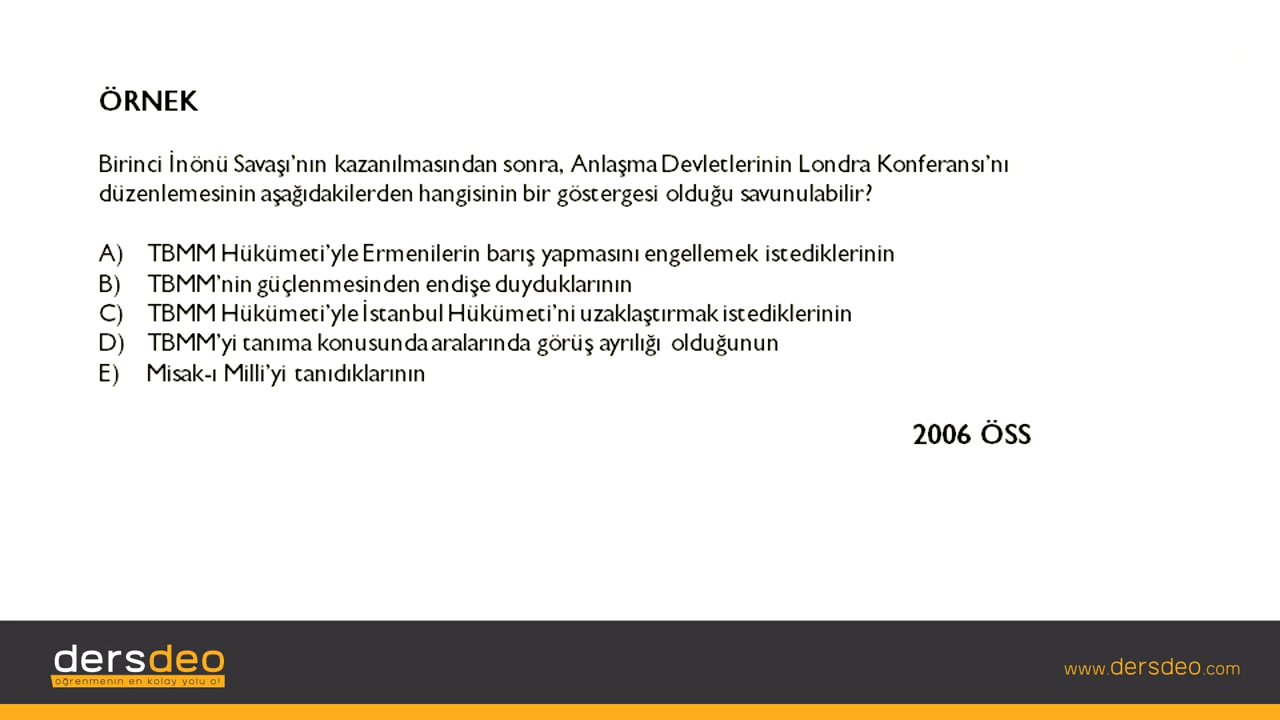 ÖRNEK
Birinci İnönü Savaşı'nın kazanılmasından sonra, Anlaşma Devletlerinin Londra Konferansı'nı
düzenlemesinin aşağıdakilerden hangisinin bir göstergesi olduğu savunulabilir?
A) TBMM Hükümeti'yle Ermenilerin barış yapmasını engellemek istediklerinin
B) TBMM'nin güçlenmesinden endişe duyduklarının
C) TBMM Hükümeti'yle İstanbul Hükümeti'ni uzaklaştırmak istediklerinin
D) TBMM'yi tanıma konusunda aralarında görüş ayrılığı olduğunun
E) Misak-ı Milli'yi tanıdıklarının
2006 ÖSS
dersdeo
öğrenmenin en kolay yolu o!
www.dersdeo.com